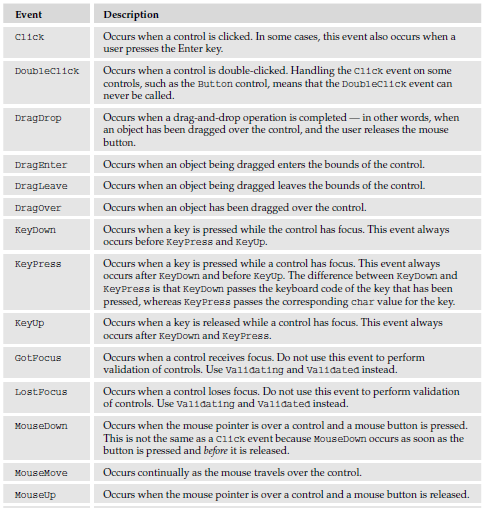 Event Description
Click Occurs when a control is clicked. In some cases, this event also occurs when a
user presses the Enter key.
DoubleClick Occurs when a control is double-clicked. Handling the Click event on some
controls, such as the Button control, means that the DoubleClick event can
never be called.
DragDrop Occurs when a drag-and-drop operation is completed — in other words, when
an object has been dragged over the control, and the user releases the mouse
button.
DragEnter Occurs when an object being dragged enters the bounds of the control.
DragLeave Occurs when an object being dragged leaves the bounds of the control.
DragOver Occurs when an object has been dragged over the control.
KeyDown Occurs when a key is pressed while the control has focus. This event always
occurs before KeyPress and KeyUp.
KeyPress Occurs when a key is pressed while a control has focus. This event always
occurs after KeyDown and before KeyUp. The difference between KeyDown and
KeyPress is that KeyDown passes the keyboard code of the key that has been
pressed, whereas KeyPress passes the corresponding char value for the key.
KeyUp Occurs when a key is released while a control has focus. This event always
occurs after KeyDown and KeyPress.
GotFocus Occurs when a control receives focus. Do not use this event to perform
validation of controls. Use Validating and Validated instead.
LostFocus Occurs when a control loses focus. Do not use this event to perform validation
of controls. Use Validating and Validated instead.
MouseDown Occurs when the mouse pointer is over a control and a mouse button is pressed.
This is not the same as a Click event because MouseDown occurs as soon as the
button is pressed and before it is released.
MouseMove Occurs continually as the mouse travels over the control.
MouseUp Occurs when the mouse pointer is over a control and a mouse button is released.